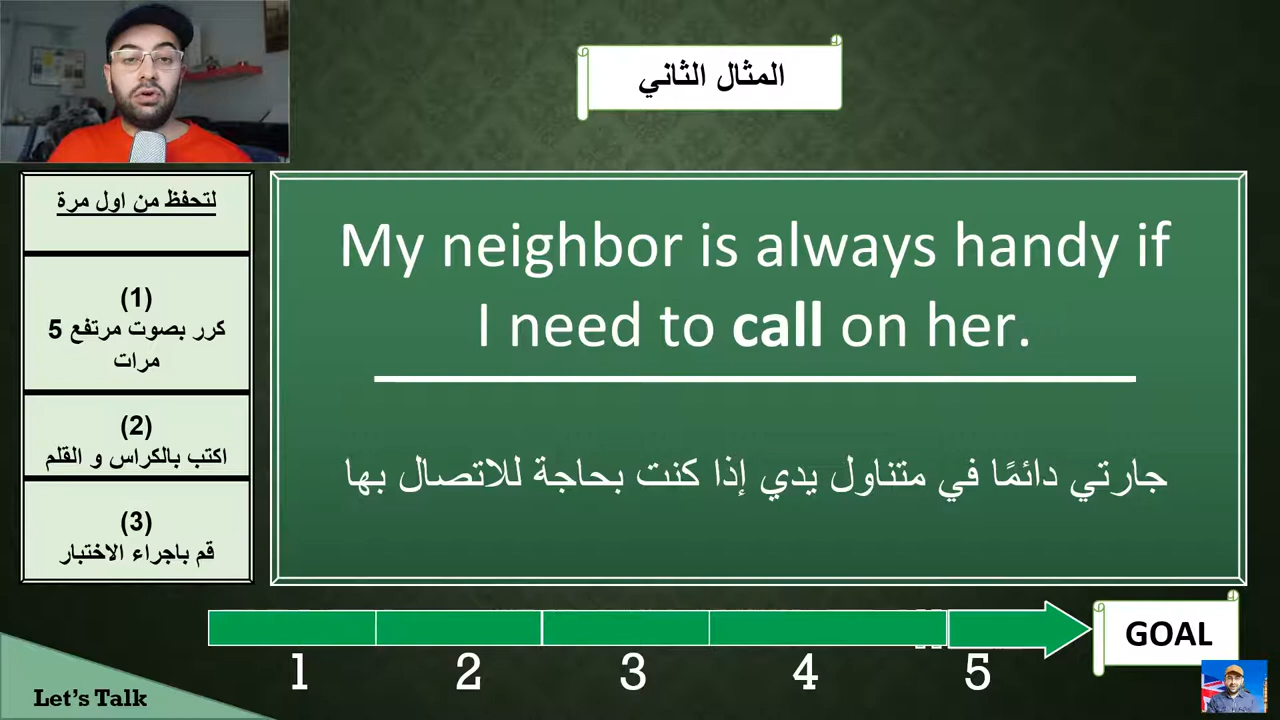 المثال الثاني
لتحفظ من اول مرة
(1)
كرر بصوت مرتفع 5
مرات
(2)
اكتب بالكراس و القلم
(3)
قم باجراء الاختبار
My neighbor is always handy if
I need to call on her.
جارتي دائمًا في متناول يدي إذا كنت بحاجة للاتصال بها
1 2 3 4 5
GOAL
Let's Talk